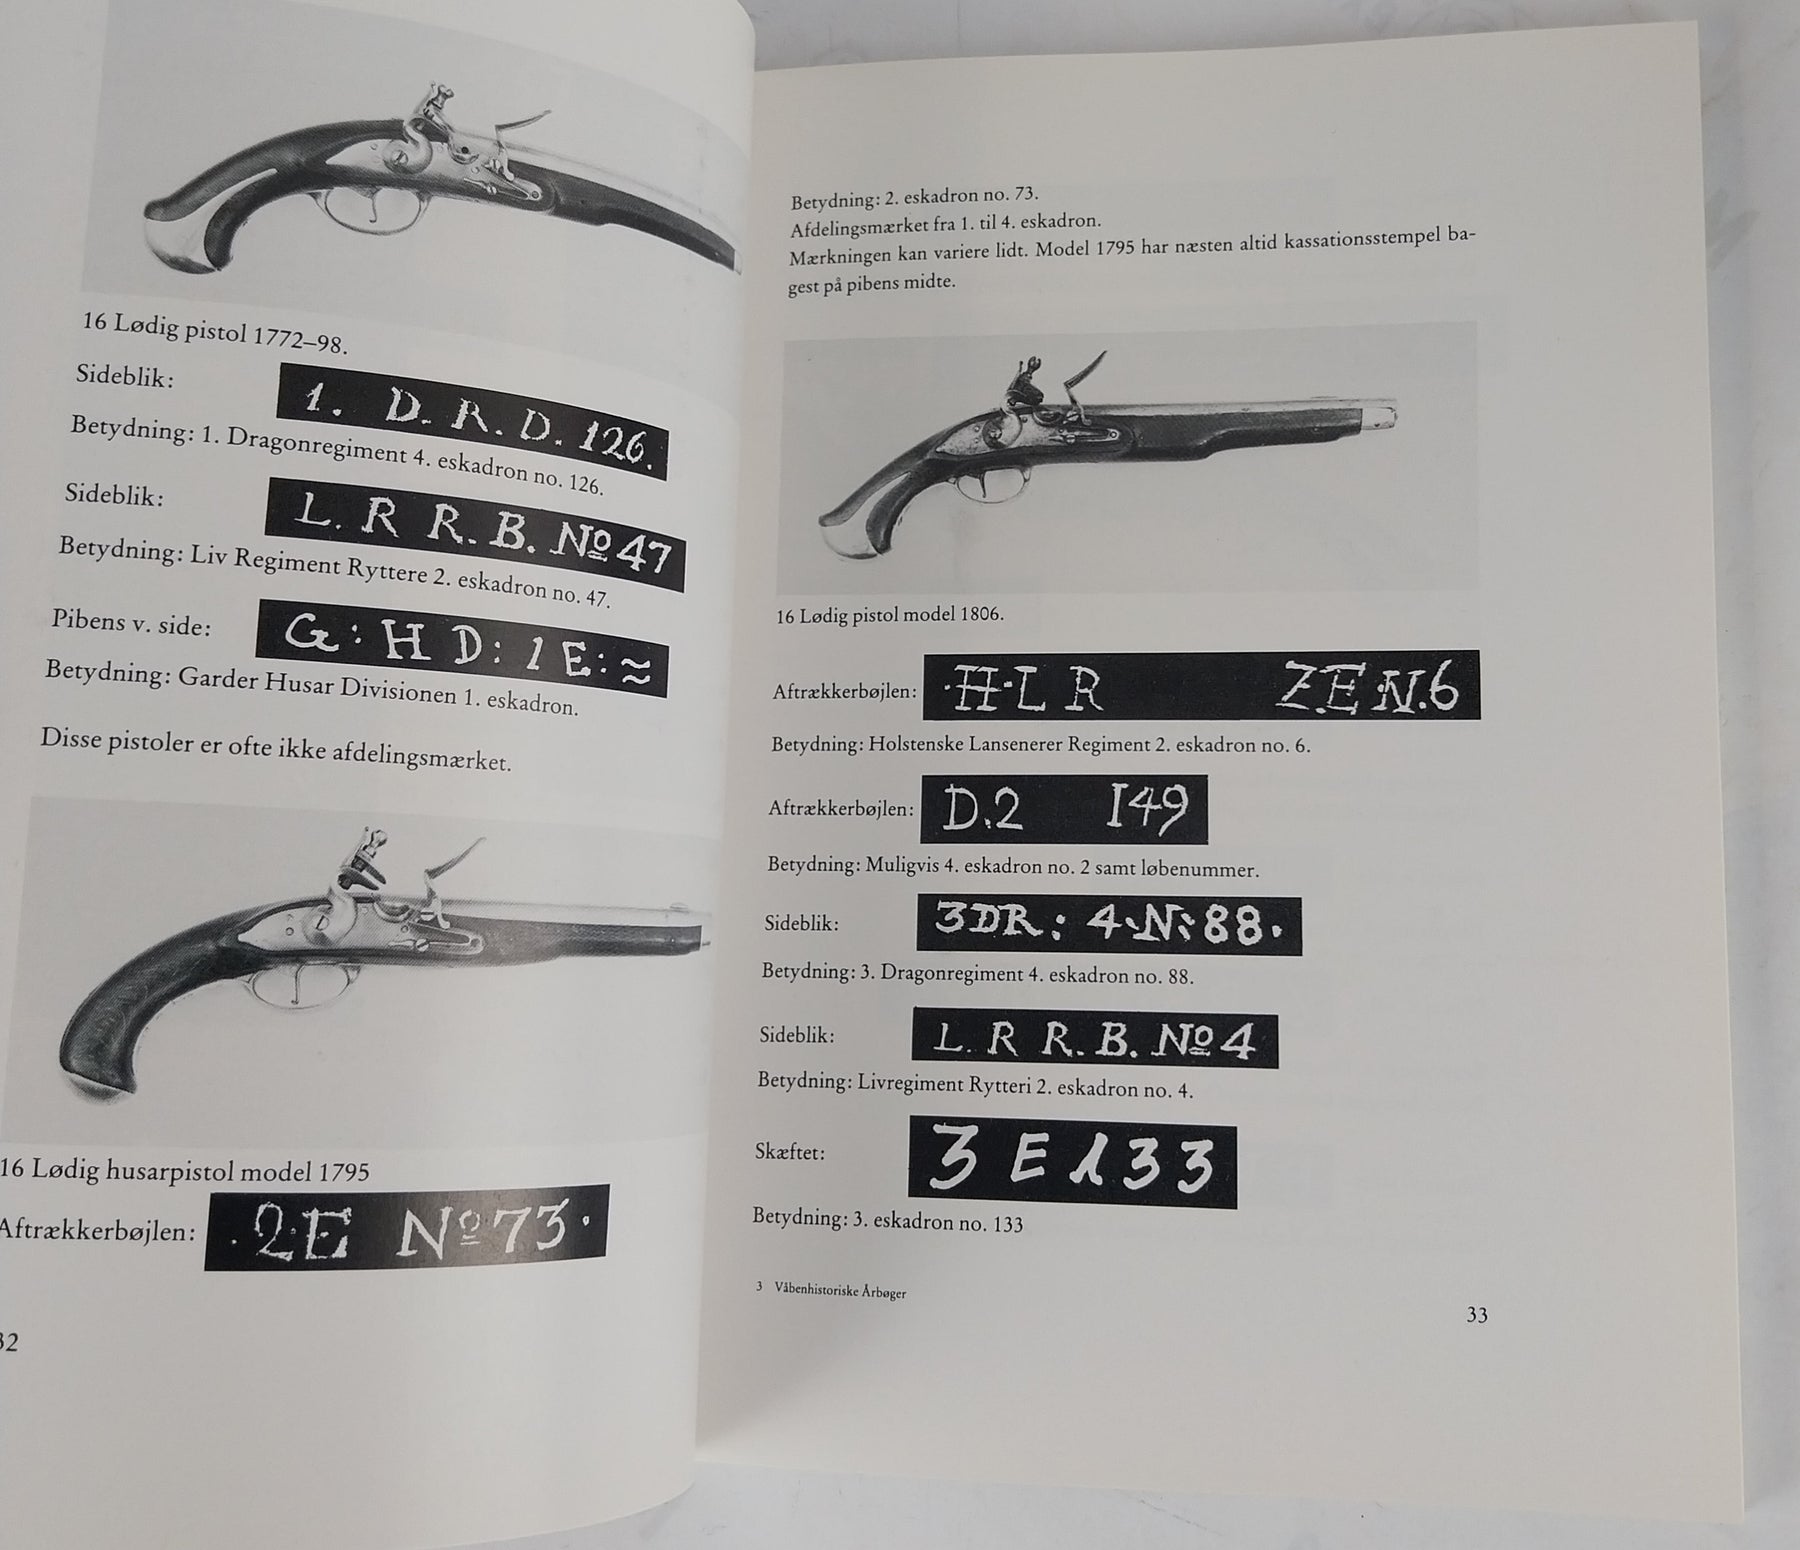 16 Lødig pistol 1772–98.
Sideblik: 1. D. R. D. 126.
Betydning: 1. Dragonregiment 4. eskadron no. 126.
Sideblik: L. R R. B. Nº 47
Betydning: Liv Regiment Ryttere 2. eskadron no. 47.
Pibens v. side: G: H D: 1 E: ≈
Betydning: Garder Husar Divisionen 1. eskadron.
Disse pistoler er ofte ikke afdelingsmærket.
16 Lødig husarpistol model 1795
Aftrækkerbøjlen: . 2·E Nº 73 ·
32
Betydning: 2. eskadron no. 73.
Afdelingsmærket fra 1. til 4. eskadron.
Mærkningen kan variere lidt. Model 1795 har næsten altid kassationsstempel ba-
gest på pibens midte.
16 Lødig pistol model 1806.
Aftrækkerbøjlen: ·H·L R Z.E·N.6
Betydning: Holstenske Lansenerer Regiment 2. eskadron no. 6.
Aftrækkerbøjlen: D.2 149
Betydning: Muligvis 4. eskadron no. 2 samt løbenummer.
Sideblik: 3DR: 4·N:88·
Betydning: 3. Dragonregiment 4. eskadron no. 88.
Sideblik: L. R R. B. Nº 4
Betydning: Livregiment Rytteri 2. eskadron no. 4.
Skæftet: 3 E 133
Betydning: 3. eskadron no. 133
3 Våbenhistoriske Årbøger
33